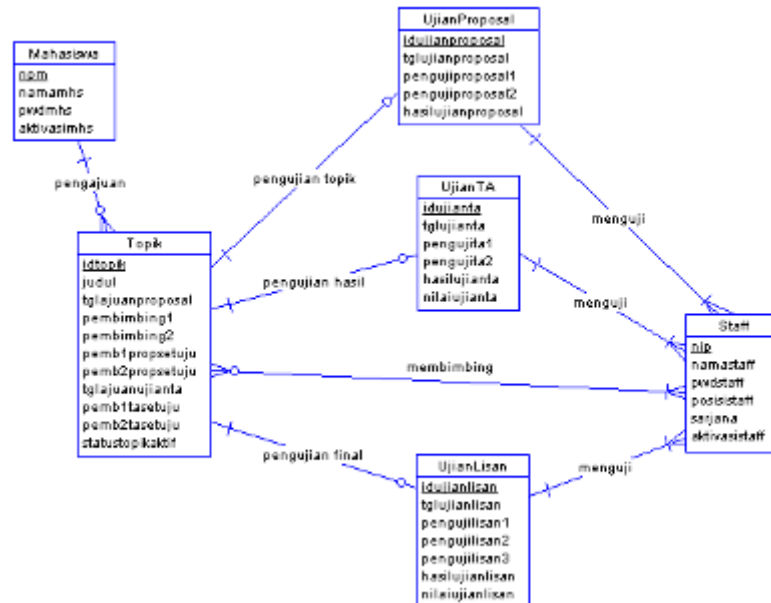 Mahasiswa
npm
namamhs
pwdmhs
aktivasimhs
pengajuan
UjianProposal
idujianproposal
tglujianproposal
pengujiproposal1
pengujiproposal2
hasilujianproposal
pengujian topik
menguji
UjianTA
idujianta
tglujianta
pengujita1
pengujita2
hasilujianta
nilaiujianta
pengujian hasil
menguji
Topik
idtopik
judul
tglajuanproposal
pembimbing1
pembimbing2
pemb1propsetuju
pemb2propsetuju
tglajuanujianta
pemb1tasetuju
pemb2tasetuju
statustopikaktif
membimbing
Staff
nip
namastaff
pwdstaff
posisistaff
sarjana
aktivasistaff
pengujian final
menguji
UjianLisan
idujianlisan
tglujianlisan
pengujilisan1
pengujilisan2
pengujilisan3
hasilujianlisan
nilaiujianlisan